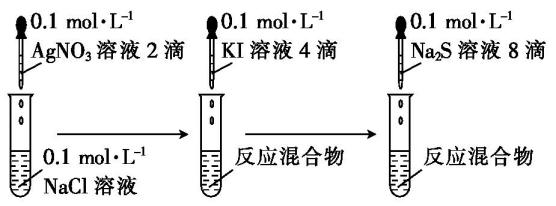 0.1 mol·L⁻¹
AgNO₃ 溶液 2 滴
0.1 mol·L⁻¹
NaCl 溶液
0.1 mol·L⁻¹
KI 溶液 4 滴
反应混合物
0.1 mol·L⁻¹
Na₂S 溶液 8 滴
反应混合物